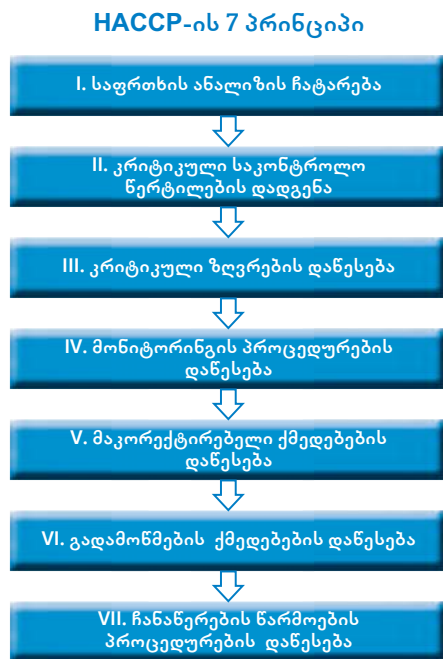 HACCP-ის 7 პრინციპი
I. საფრთხის ანალიზის ჩატარება
II. კრიტიკული საკონტროლო
წერტილების დადგენა
III. კრიტიკული ზღვრების დაწესება
IV. მონიტორინგის პროცედურების
დაწესება
V. მაკორექტირებელი ქმედებების
დაწესება
VI. გადამოწმების ქმედებების დაწესება
VII. ჩანაწერების წარმოების
პროცედურების დაწესება